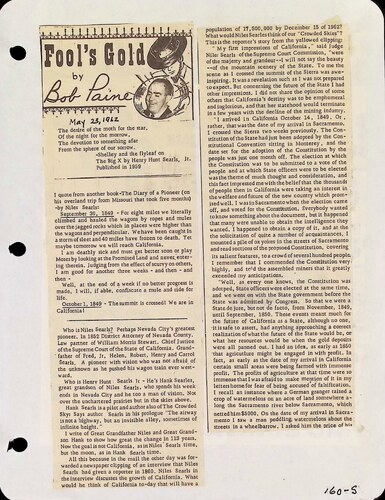 Fool's Gold
by
Bob Paine
May 25, 1962
The desire of the moth for the star,
Of the night for the morrow,
The devotion to something afar
From the sphere of our sorrow.
-Shelley and the flyleaf on
The Big X by Henry Hunt Searls, Jr.
Published in 1959
I quote from another book-The Diary of a Pioneer (on
his overland trip from Missouri that took five months)
-by Niles Searls:
September 30, 1849 - For eight miles we literally
climbed and hauled the wagon by ropes and mules
over the jagged rocks which in places were higher than
the wagons and perpendicular. We have been caught in
a storm of sleet and 40 mules have frozen to death. Yet
maybe tomorrow we will reach California.
I am deathly sick and must get better soon or play
Moses by looking at the Promised Land and never, enter-
ing therein. Judging from the effect of scurvy on others,
I am good for another three weeks - and then - and
then -
Well, at the end of a week if no better progress is
made, I will, if able, confiscate a mule and ride for
life.
October 1, 1849 - The summit is crossed! We are in
California!
Who is Niles Searls? Perhaps Nevada City's greatest
pioneer. In 1852 District Attorney of Nevada County.
Law partner of William Morris Stewart. Chief Justice
of the Supreme Court of the State of California. Grand-
father of Fred, Jr, Helen, Robert, Henry and Carrol
Searls. A pioneer with vision who was not afraid of
the unknown as he pushed his wagon train ever west-
ward.
Who is Henry Hunt Searls Jr - He's Hank Searles,
great grandson of Niles Searls, who spends his week
ends in Nevada City and he too a man of vision. Not
over the unchartered prairie but in the skies above.
Hank Searls is a pilot and author who of The Crowded
Skys says author Searls in his prologue "The airway
is not a highway, but an invisible alley, cemented of
infinite height."
I write of Great Grandfather Niles and Great Grand-
son Hank to show how great the change in 113 years.
Now the goal is not California, as in Niles Searls time,
but the moon, as in Hank Searls time.
All this because in the mail the other day was for-
warded a newspaper clipping of an interview that Niles
Searls had given a reporter in 1869. Niles Searls in
the interview discusses the growth of California. What
would he think of California to-day that will have a
population of 17,500,000 by December 15 of 1962?
What would Niles Searls think of our "Crowded Skies"?
This is the reporter's story from the yellowed clipping:
"My first impressions of California," said Judge
Niles Searls of the Supreme Court Commission, "were
of the majesty and grandeur—I will not say the beauty
—of the mountain scenery of the State. To me the
scene as I crossed the summit of the Sierra was awe-
inspiring. It was a revelation such as I was not prepared
to expect. But concerning the future of the State I had
other impressions. I did not share the opinion of some
others that California's destiny was to be emphemeral
and inglorious, and that her statehood would terminate
in a few years with the decline of the mining industry.
"I arrived in California October 14, 1849. Or,
rather, that was the date of my arrival in Sacramento.
I crossed the Sierra two weeks previously. The Con-
stitution of the State had just been adopted by the Con-
stitutional Convention sitting in Monterey, and the
date set for the adoption of the Constitution by the
people was just one month off. The election at which
the Constitution was to be submitted to a vote of the
people and at which State officers were to be elected
was the theme of much thought and consideration, and
this fact impressed me with the belief that the thousands
of people then in California were taking an interest in
the welfare and future of the new country which prom-
ised well. I was in Sacramento when the election came
off, and voted for the Constitution. Everybody wanted
to know something about the document, but it happened
that many were unable to obtain the intelligence they
wanted. I happened to obtain a copy of it, and at
the solicitation of quite a number of acquaintances, I
mounted a pile of ox yokes in the streets of Sacramento
and read sections of the proposed Constitution, covering
its salient features, to a crowd of several hundred people.
I remember that I commended the Constitution very
highly, and told the assembled miners that it greatly
exceeded my anticipations.
"Well, as every one knows, the Constitution was
adopted, State officers were elected at the same time,
and we went on with the State government before the
State was admitted by Congress. So that we were a
State de jure, but not de facto, from November, 1849,
until September, 1850. These events meant much for
the future of California as a State, although no one,
it is safe to assert, had anything approaching a correct
realization of what the future of the State would be, or
what her resources would be when the gold deposits
were all panned out. I had an idea, as early as 1850
that agriculture might be engaged in with profit. In
fact, as early as the date of my arrival in California
certain small areas were being farmed with immense
profit. The profits of agriculture at that time were so
immense that I was afraid to make mention of it in my
letters home for fear of being accused of falsification.
I recall an instance where a German gunper raised a
crop of watermelons on an acre of land somewhere a-
long the Sacramento river below Sacramento, which
netted him $5000. On the date of my arrival in Sacra-
mento I saw a man peddling watermelons about the
streets in a wheelbarrow. I asked him the price of his
160-5